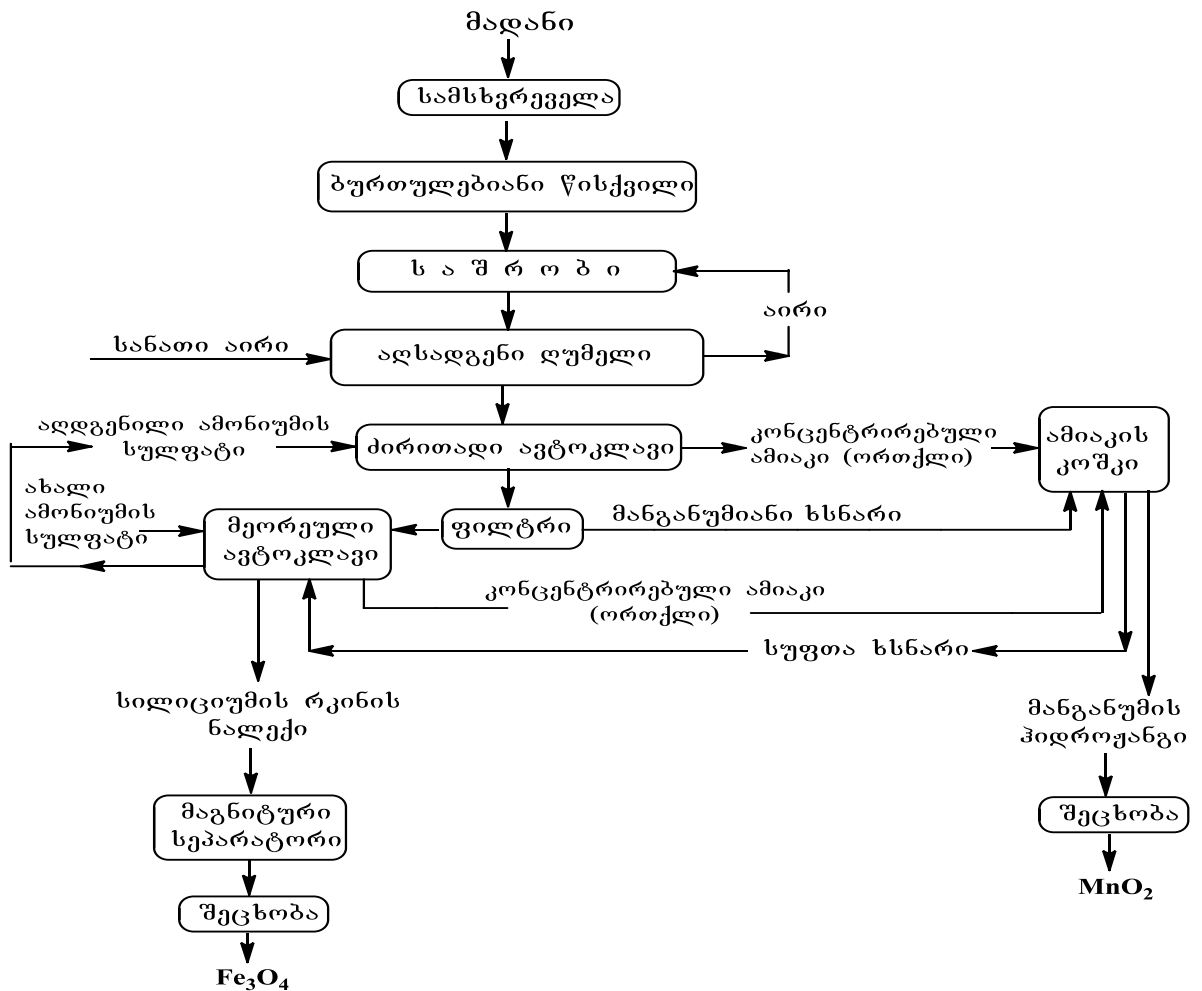 მადანი
სამსხვრეველა
ბურთულებიანი წისქვილი
ს ა შ რ ო ბ ი
აირი
სანათი აირი
აღსადგენი ღუმელი
აღდგენილი ამონიუმის
სულფატი
ძირითადი ავტოკლავი
კონცენტრირებული
ამიაკი (ორთქლი)
ამიაკის
კოშკი
ახალი
ამონიუმის
სულფატი
მეორეული
ავტოკლავი
ფილტრი
მანგანუმიანი ხსნარი
კონცენტრირებული ამიაკი
(ორთქლი)
სუფთა ხსნარი
სილიციუმის რკინის
ნალექი
მანგანუმის
ჰიდროჟანგი
მაგნიტური
სეპარატორი
შეცხობა
MnO₂
შეცხობა
Fe₃O₄